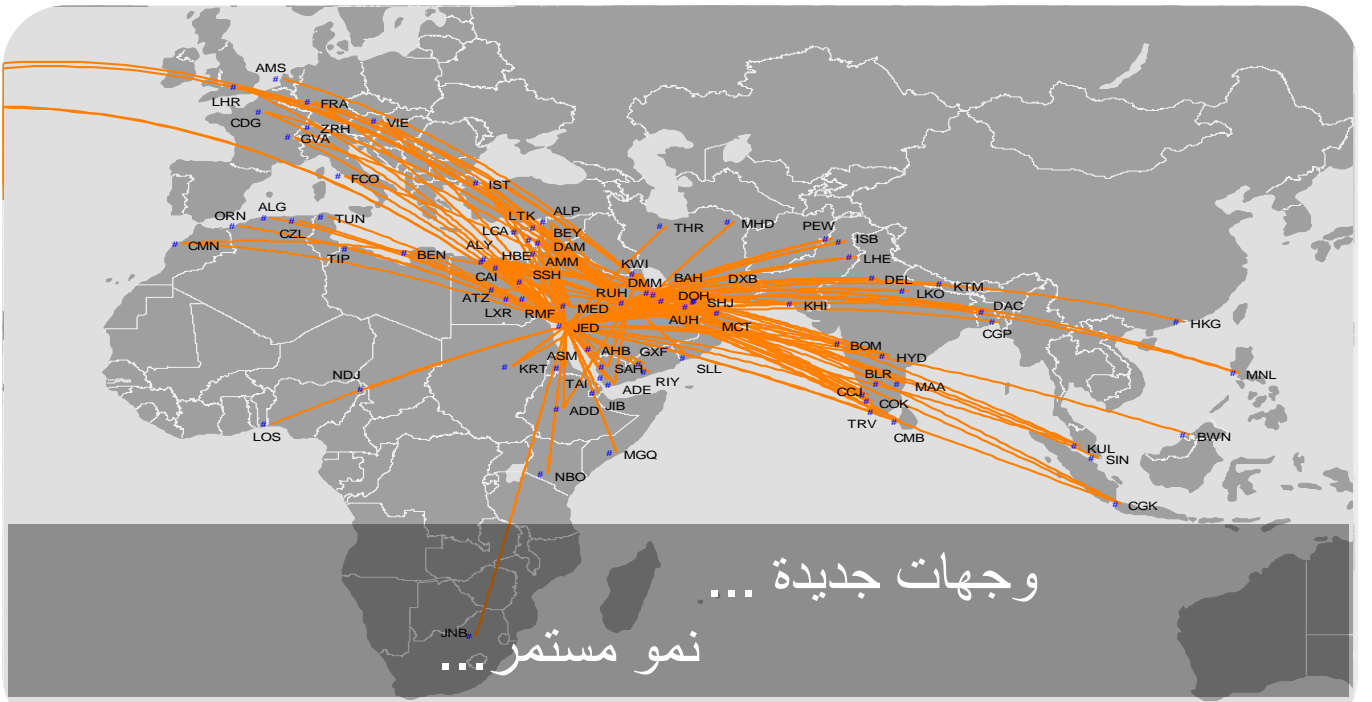 AMS
LHR
FRA
CDG
ZRH
VIE
GVA
FCO
IST
ORN
ALG
CZL
TUN
LTK
ALP
LCA
BEY
THR
MHD
PEW
ISB
CMN
TIP
BEN
ALY
HBE
DAM
AMM
LHE
CAI
SSH
KWI
BAH
DXB
DEL
KTM
DMM
LKO
ATZ
RUH
DOH
SHJ
KHI
DAC
LXR
RMF
MED
AUH
MCT
CGP
HKG
JED
BOM
HYD
ASM
AHB
GXF
SLL
KRT
SAH
NDJ
TAI
ADE
RIY
BLR
MAA
MNL
CCJ
COK
ADD
JIB
TRV
CMB
LOS
BWN
MGQ
KUL
SIN
NBO
CGK
وجهات جديدة ...
JNB
نمو مستمر...